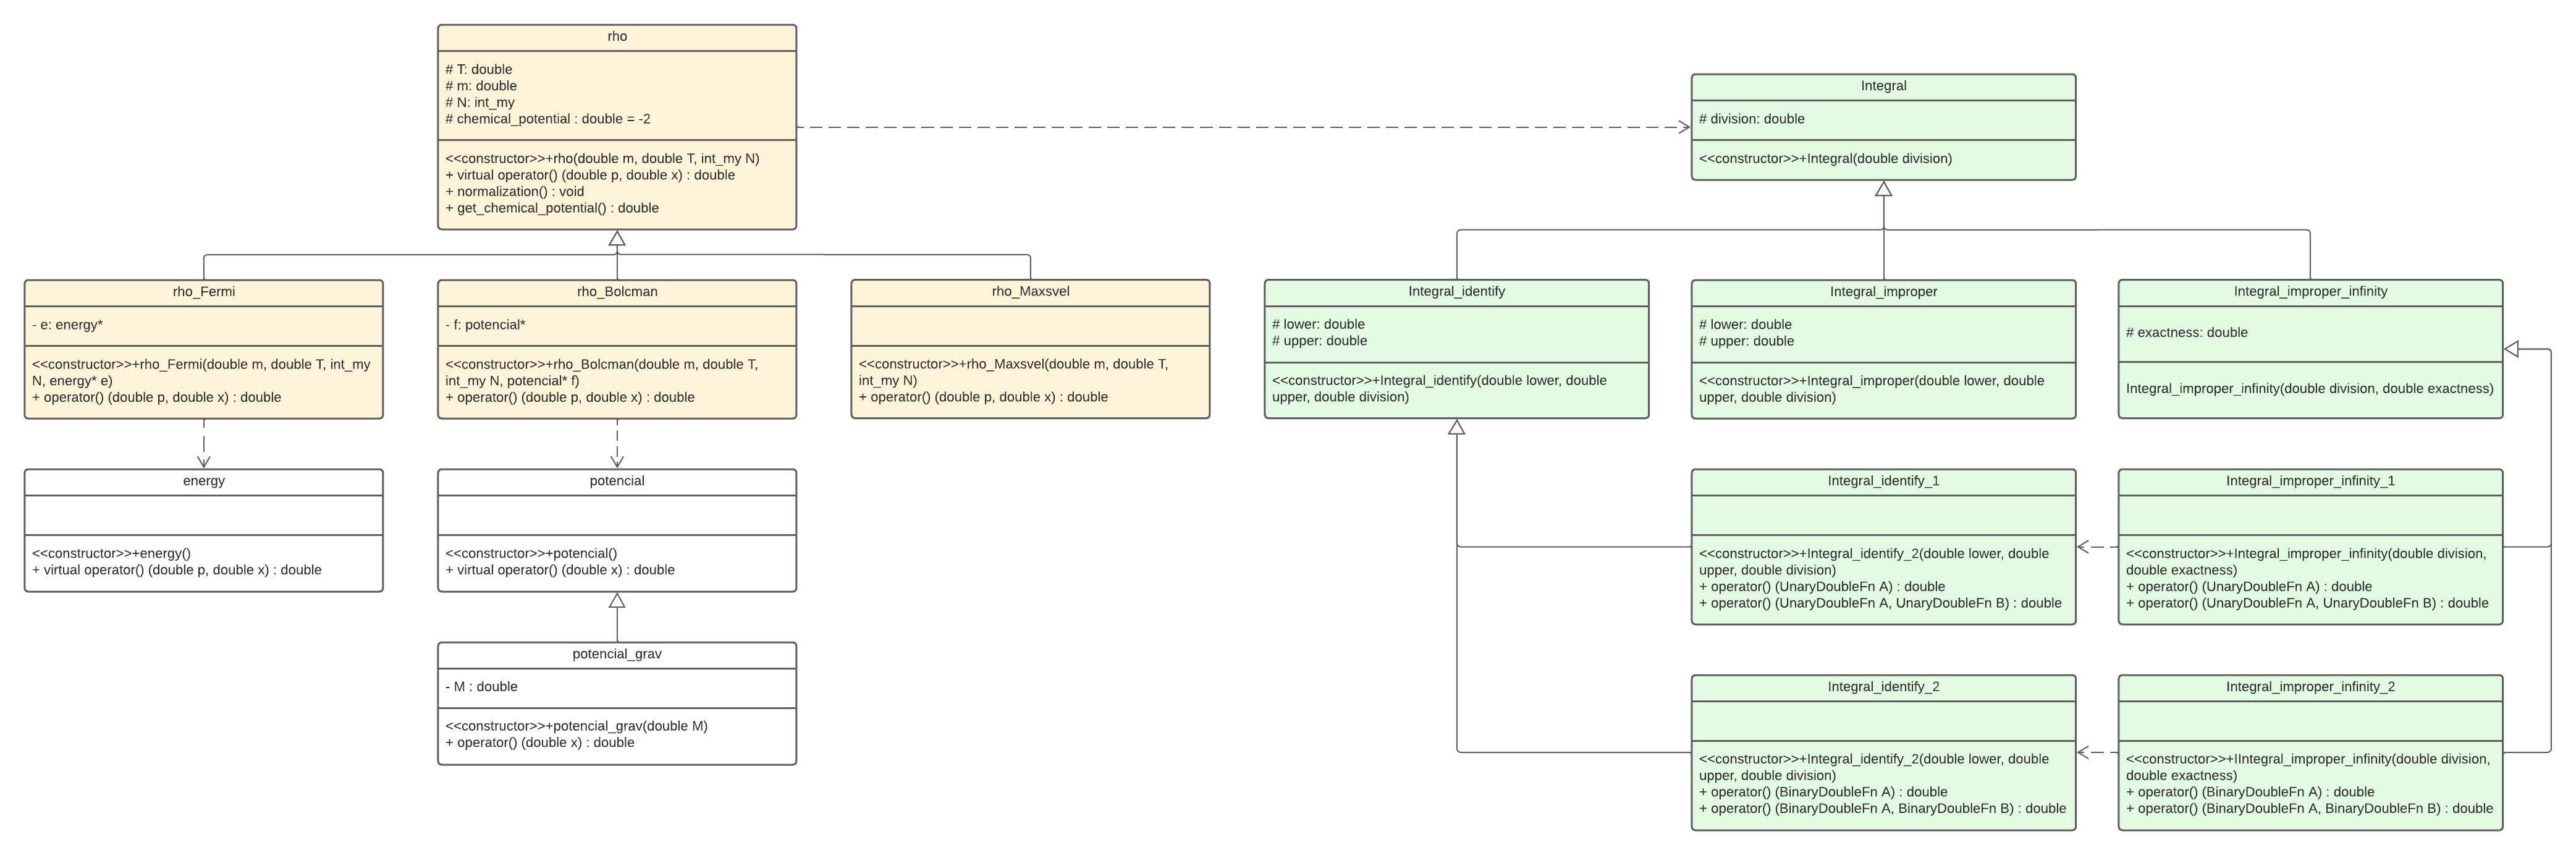 rho
# T: double
# m: double
# N: int_my
# chemical_potential : double = -2
<<constructor>>+rho(double m, double T, int_my N)
+ virtual operator() (double p, double x) : double
+ normalization() : void
+ get_chemical_potential() : double
Integral
# division: double
<<constructor>>+Integral(double division)
rho_Fermi
- e: energy*
<<constructor>>+rho_Fermi(double m, double T, int_my
N, energy* e)
+ operator() (double p, double x) : double
rho_Bolcman
- f: potencial*
<<constructor>>+rho_Bolcman(double m, double T,
int_my N, potencial* f)
+ operator() (double p, double x) : double
rho_Maxsvel
<<constructor>>+rho_Maxsvel(double m, double T,
int_my N)
+ operator() (double p, double x) : double
Integral_identify
# lower: double
# upper: double
<<constructor>>+Integral_identify(double lower, double
upper, double division)
Integral_improper
# lower: double
# upper: double
<<constructor>>+Integral_improper(double lower, double
upper, double division)
Integral_improper_infinity
# exactness: double
Integral_improper_infinity(double division, double exactness)
energy
<<constructor>>+energy()
+ virtual operator() (double p, double x) : double
potencial
<<constructor>>+potencial()
+ virtual operator() (double x) : double
Integral_identify_1
<<constructor>>+Integral_identify_2(double lower, double
upper, double division)
+ operator() (UnaryDoubleFn A) : double
+ operator() (UnaryDoubleFn A, UnaryDoubleFn B) : double
Integral_improper_infinity_1
<<constructor>>+Integral_improper_infinity(double division,
double exactness)
+ operator() (UnaryDoubleFn A) : double
+ operator() (UnaryDoubleFn A, UnaryDoubleFn B) : double
potencial_grav
- M : double
<<constructor>>+potencial_grav(double M)
+ operator() (double x) : double
Integral_identify_2
<<constructor>>+Integral_identify_2(double lower, double
upper, double division)
+ operator() (BinaryDoubleFn A) : double
+ operator() (BinaryDoubleFn A, BinaryDoubleFn B) : double
Integral_improper_infinity_2
<<constructor>>+IIntegral_improper_infinity(double division,
double exactness)
+ operator() (BinaryDoubleFn A) : double
+ operator() (BinaryDoubleFn A, BinaryDoubleFn B) : double